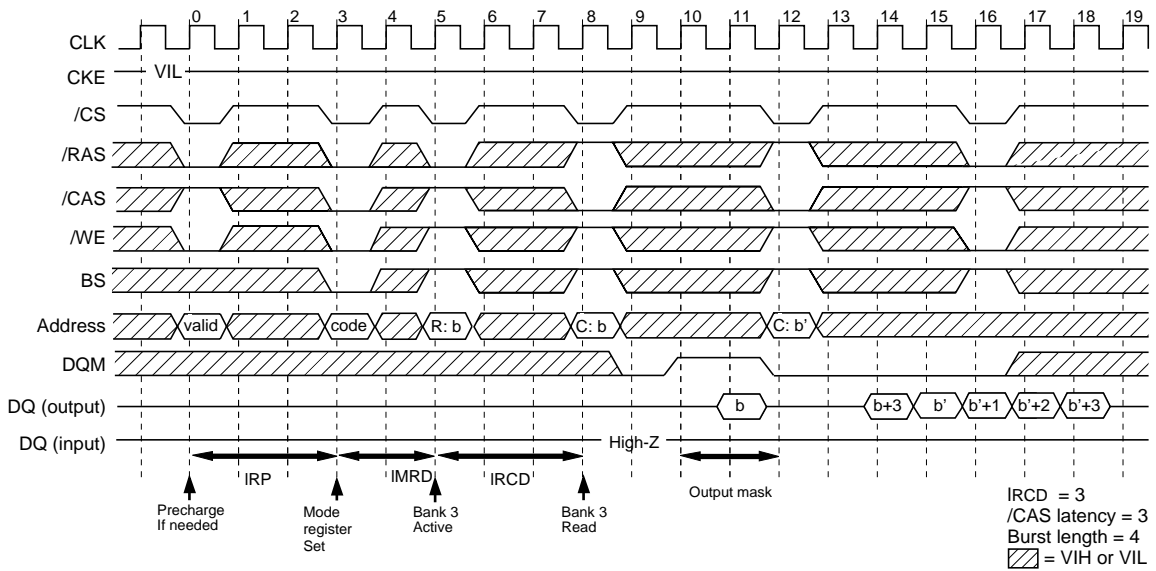 0 1 2 3 4 5 6 7 8 9 10 11 12 13 14 15 16 17 18 19
CLK
CKE VIL
/CS
/RAS
/CAS
/WE
BS
Address valid code R: b C: b C: b'
DQM
DQ (output) b b+3 b' b'+1 b'+2 b'+3
DQ (input) High-Z
lRP lMRD lRCD Output mask
Precharge
If needed
Mode
register
Set
Bank 3
Active
Bank 3
Read
lRCD = 3
/CAS latency = 3
Burst length = 4
= VIH or VIL